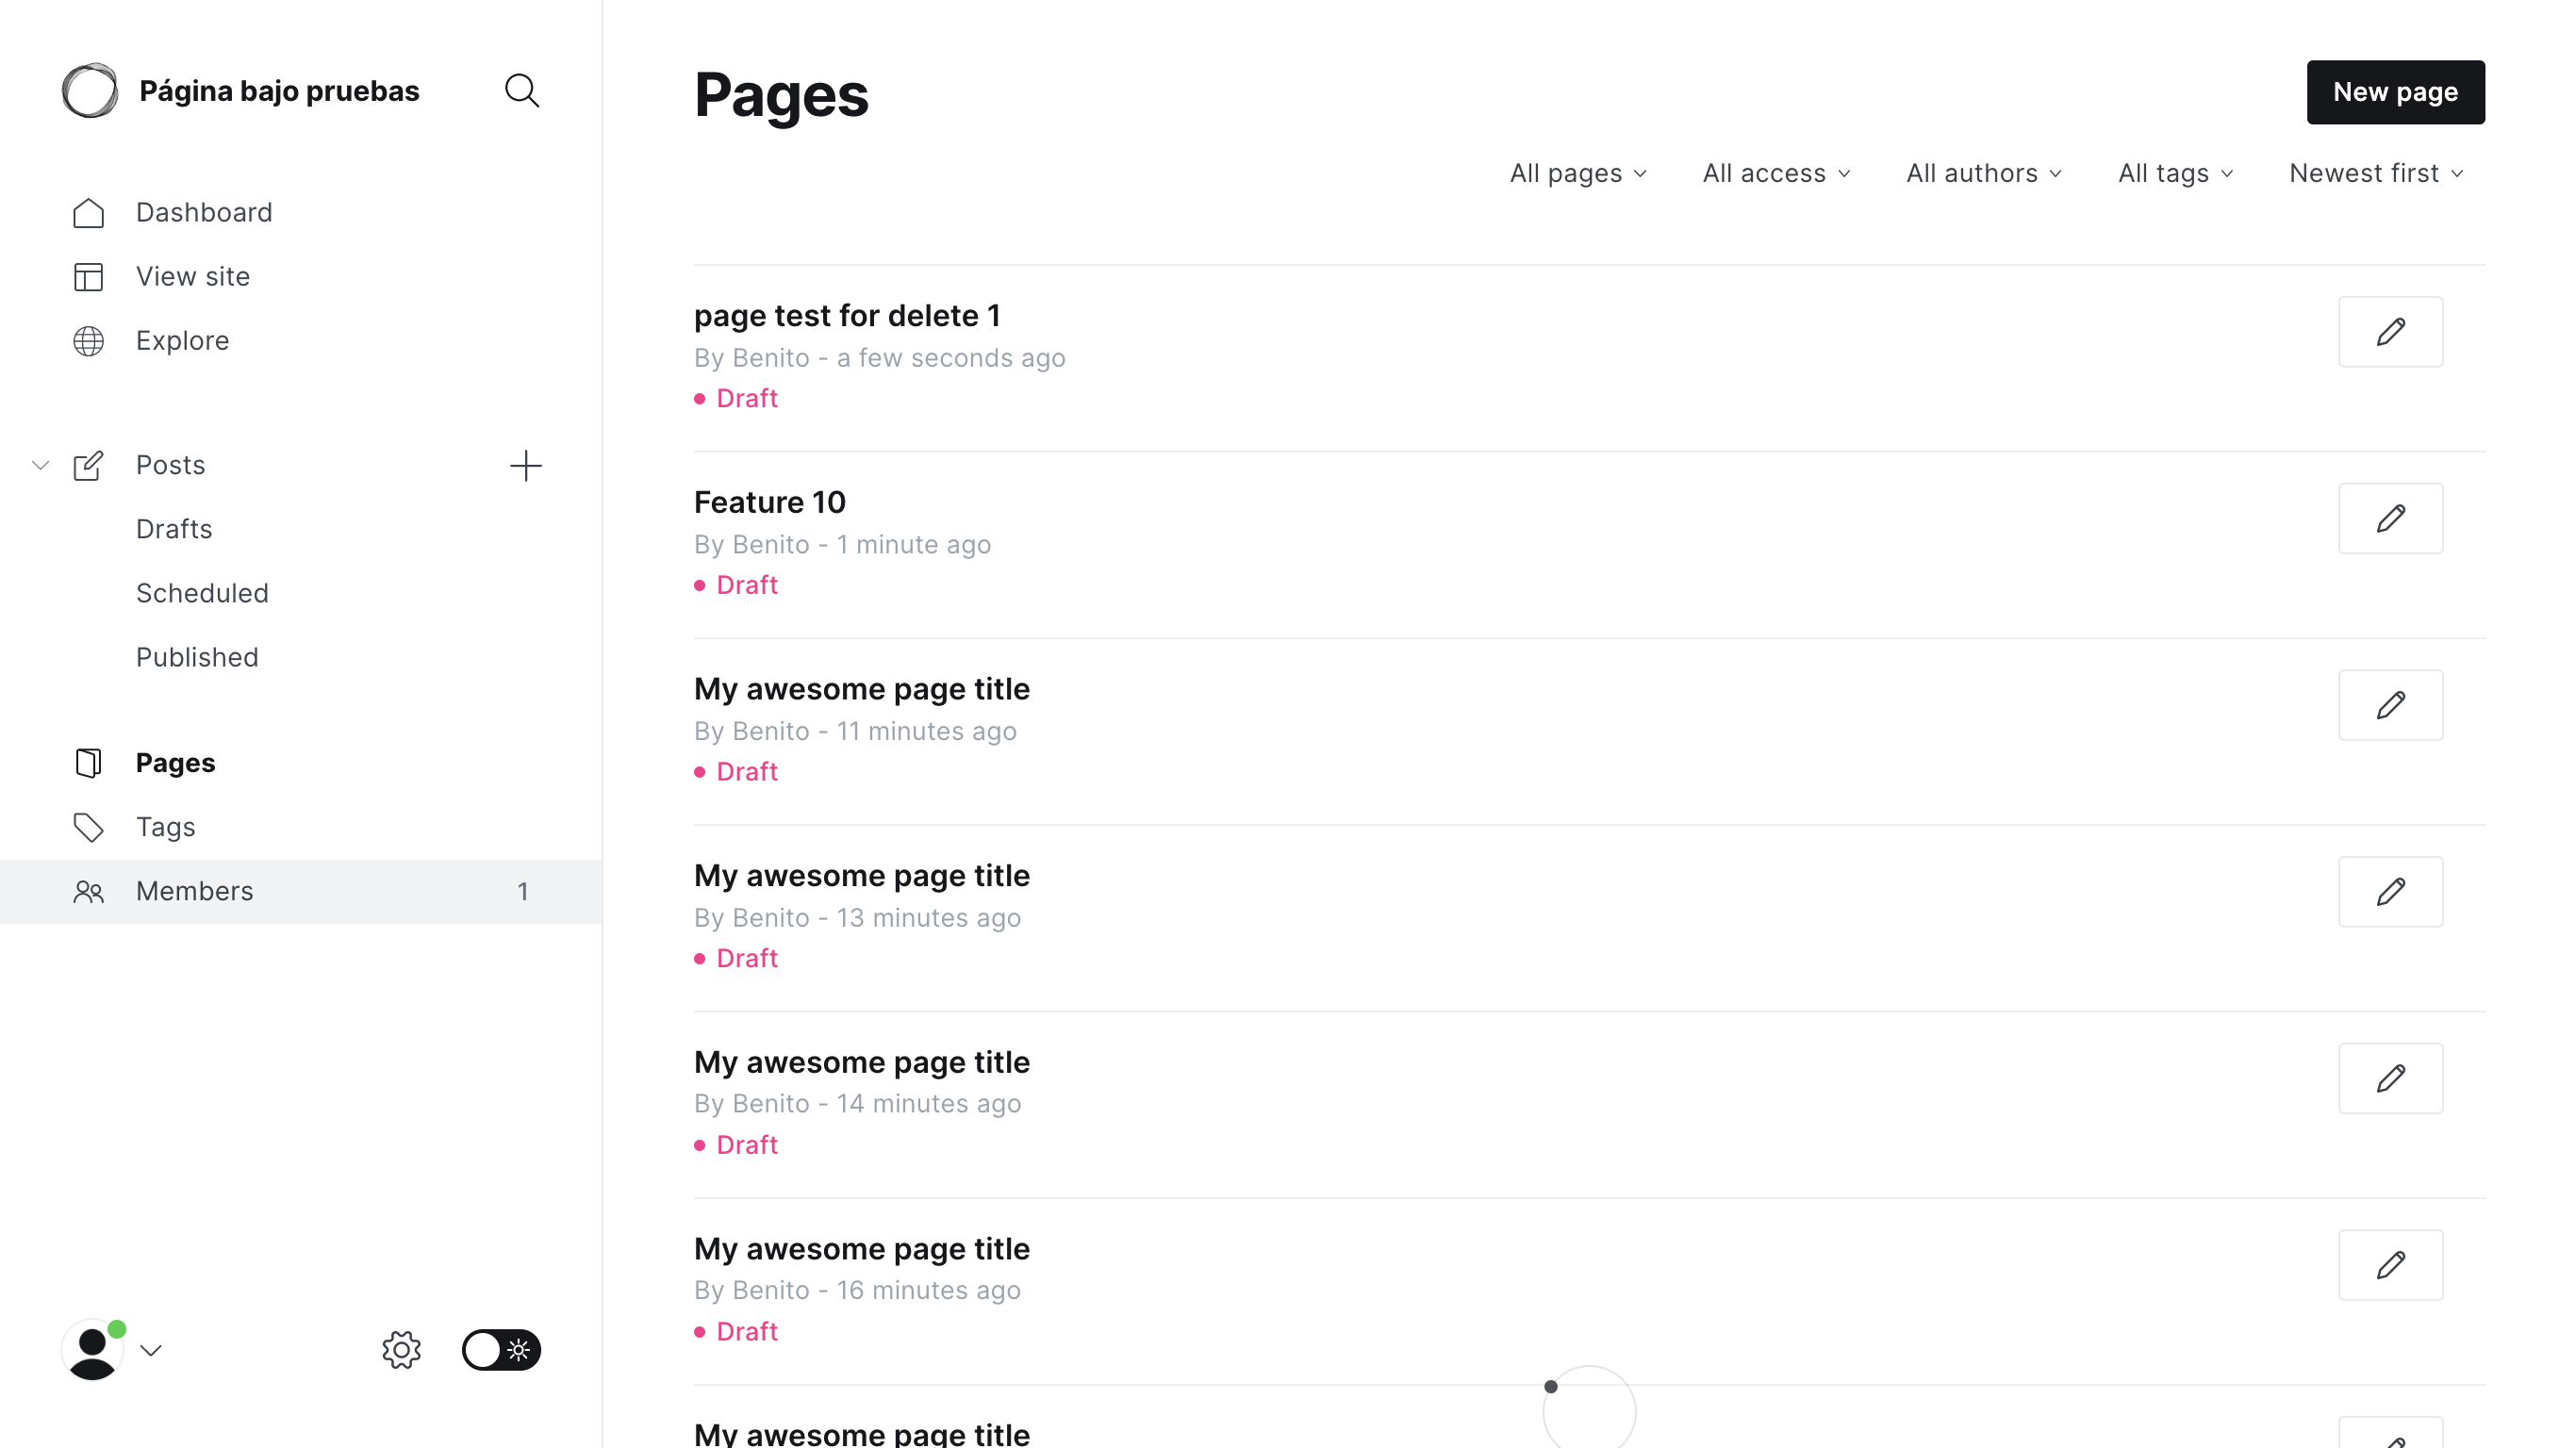 Página bajo pruebas
Dashboard
View site
Explore
Posts
Drafts
Scheduled
Published
Pages
Tags
Members 1
Pages
New page
All pages All access All authors All tags Newest first
page test for delete 1
By Benito - a few seconds ago
Draft
Feature 10
By Benito - 1 minute ago
Draft
My awesome page title
By Benito - 11 minutes ago
Draft
My awesome page title
By Benito - 13 minutes ago
Draft
My awesome page title
By Benito - 14 minutes ago
Draft
My awesome page title
By Benito - 16 minutes ago
Draft
My awesome page title